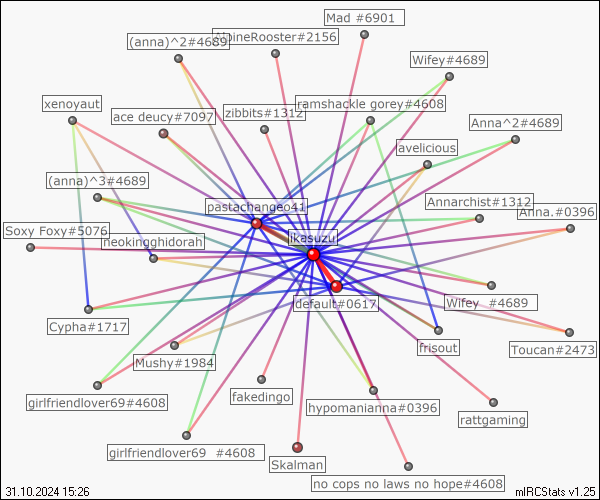 Mad #6901
(anna)^2#4689
AlpineRooster#2156
Wifey#4689
xenoyaut
ace deucy#7097
zibbits#1312
ramshackle gorey#4608
Anna^2#4689
avelicious
(anna)^3#4689
pastachangeo41
Annarchist#1312
Anna.#0396
Soxy Foxy#5076
neokingghidorah
ikasuzu
default#0617
Wifey #4689
Cypha#1717
frisout
Toucan#2473
Mushy#1984
girlfriendlover69#4608
fakedingo
hypomanianna#0396
rattgaming
girlfriendlover69 #4608
Skalman
no cops no laws no hope#4608
31.10.2024 15:26
mIRCStats v1.25